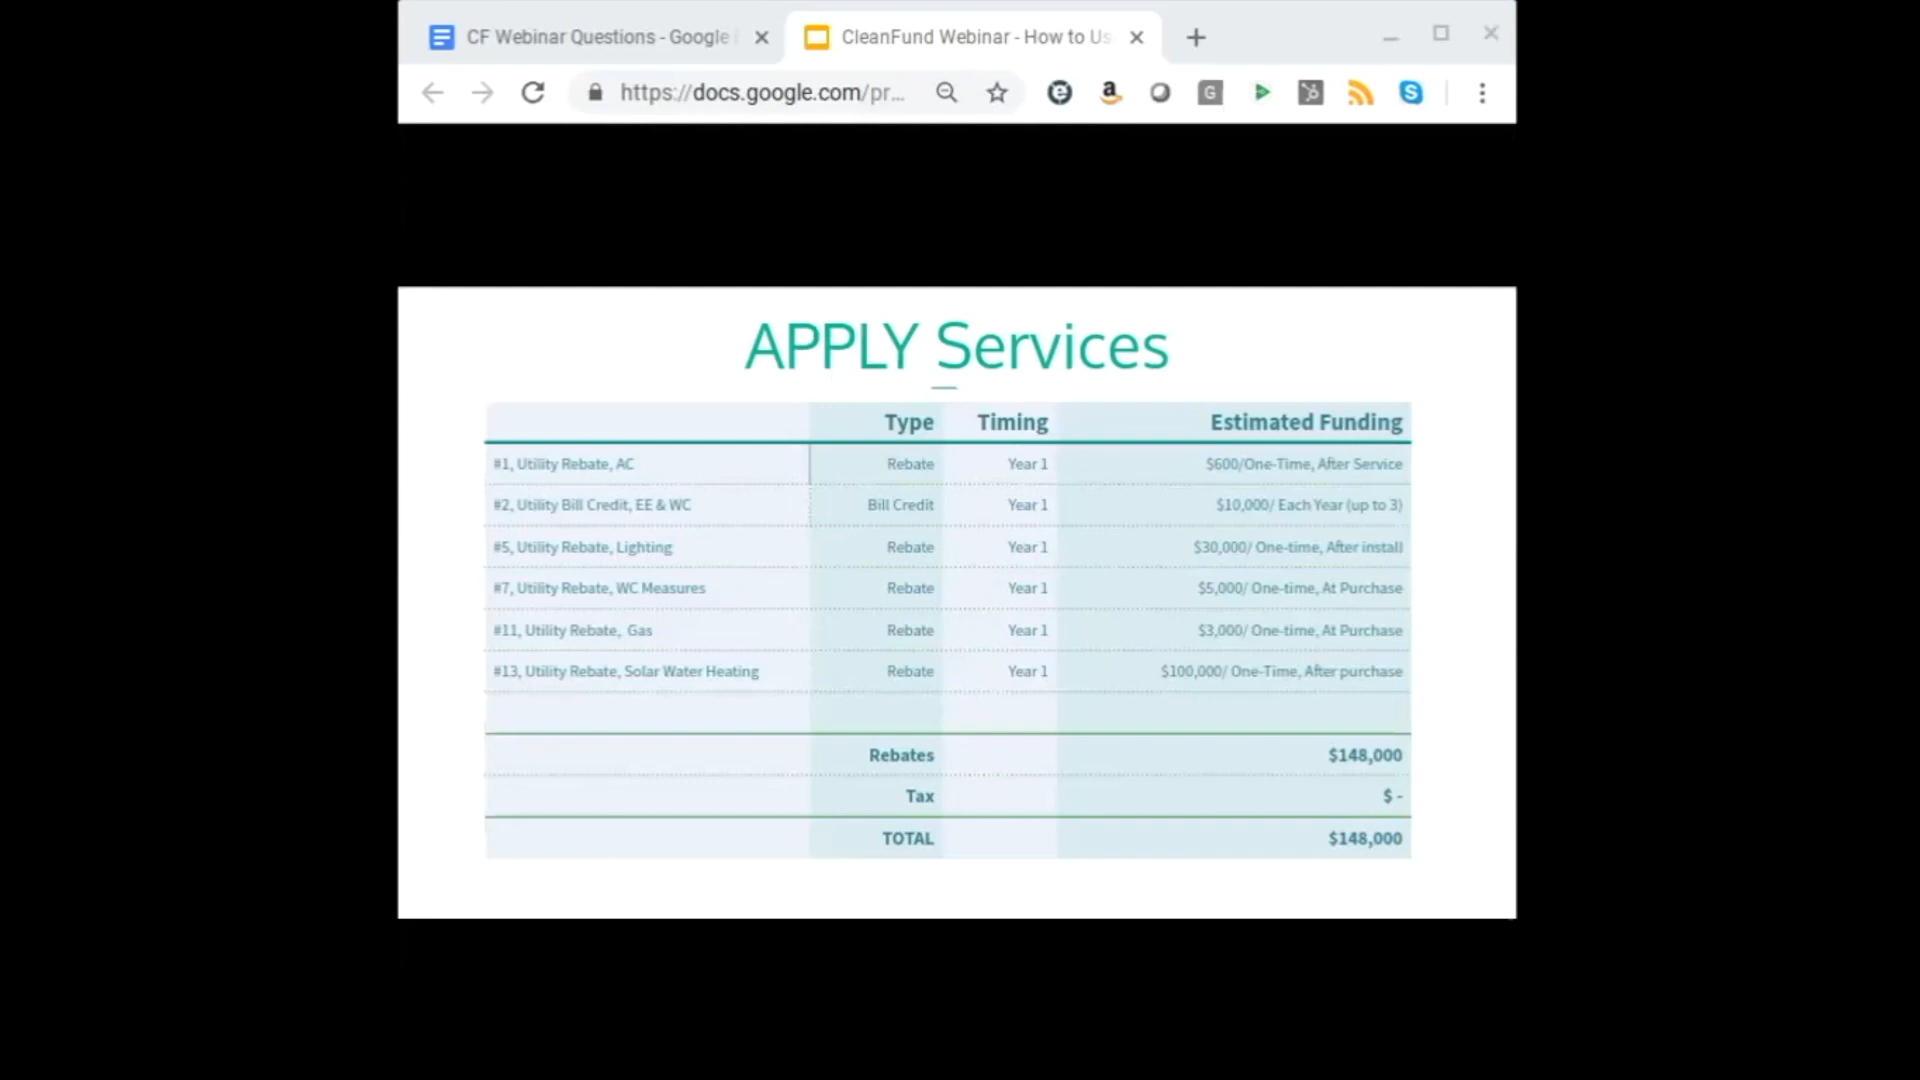 CF Webinar Questions - Google
CleanFund Webinar - How to Us
https://docs.google.com/pr...
APPLY Services
Type Timing Estimated Funding
#1, Utility Rebate, AC Rebate Year 1 $600/One-Time, After Service
#2, Utility Bill Credit, EE & WC Bill Credit Year 1 $10,000/ Each Year (up to 3)
#5, Utility Rebate, Lighting Rebate Year 1 $30,000/ One-time, After install
#7, Utility Rebate, WC Measures Rebate Year 1 $5,000/ One-time, At Purchase
#11, Utility Rebate, Gas Rebate Year 1 $3,000/ One-time, At Purchase
#13, Utility Rebate, Solar Water Heating Rebate Year 1 $100,000/ One-Time, After purchase
Rebates $148,000
Tax $ -
TOTAL $148,000